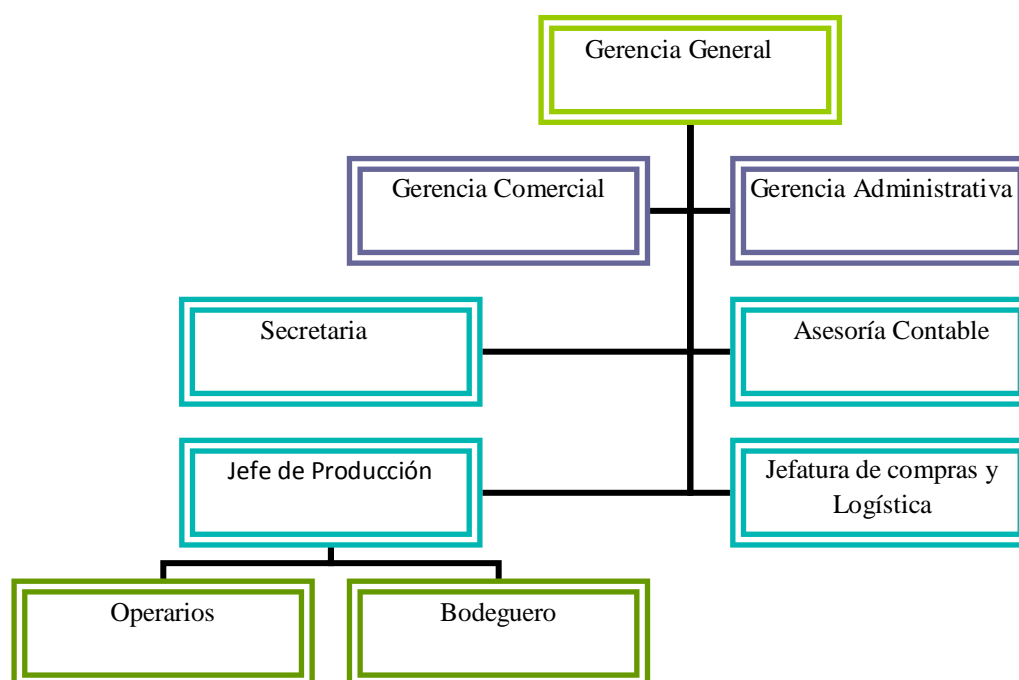 Gerencia General
Gerencia Comercial
Gerencia Administrativa
Secretaria
Asesoría Contable
Jefe de Producción
Jefatura de compras y
Logística
Operarios
Bodeguero